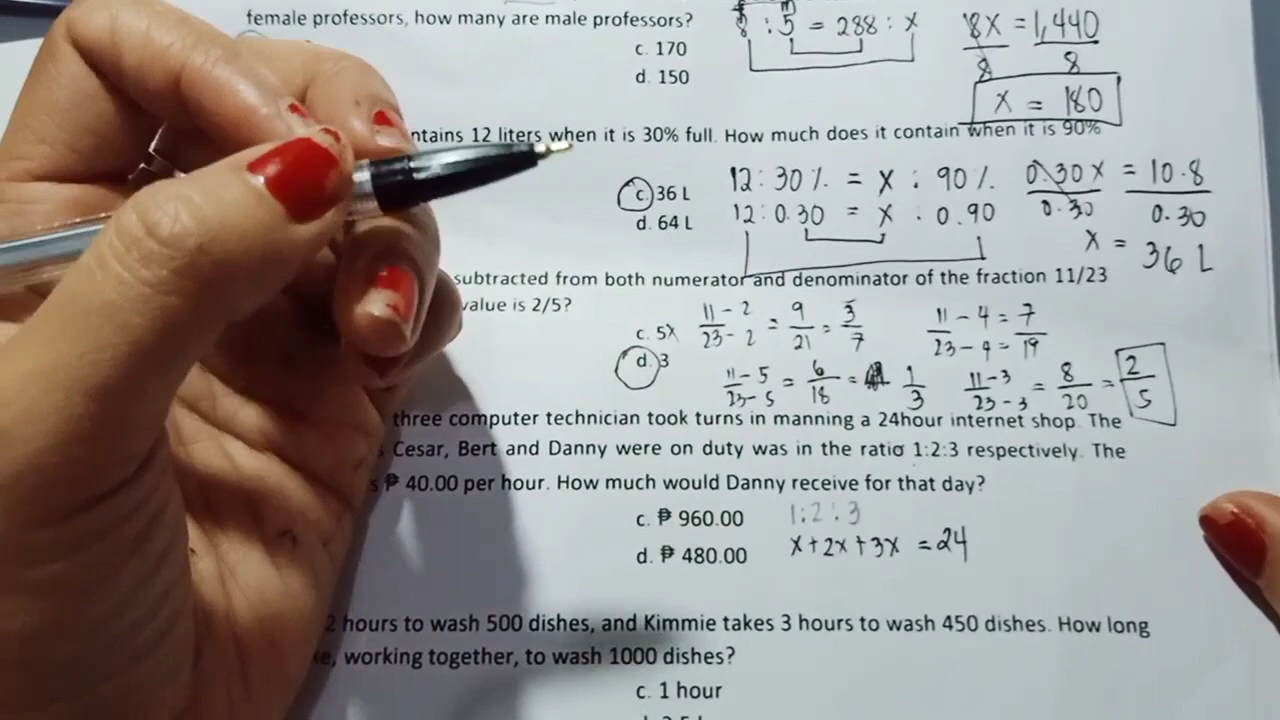 female professors, how many are male professors?
8 : 5 = 288 : x
8x = 1,440
8 8
x = 180
c. 170
d. 150
ntains 12 liters when it is 30% full. How much does it contain when it is 90%
c. 36 L
d. 64 L
12 : 30 % = x : 90 %
12 : 0.30 = x : 0.90
0.30 x = 10.8
0.30 0.30
x = 36 L
subtracted from both numerator and denominator of the fraction 11/23
value is 2/5?
c. 5
d. 3
11 - 2 / 23 - 2 = 9 / 21 = 3 / 7
11 - 4 = 7 / 23 - 4 = 19
11 - 5 / 23 - 5 = 6 / 18 = 1 / 3
11 - 3 / 23 - 3 = 8 / 20 = 2 / 5
three computer technician took turns in manning a 24hour internet shop. The
Cesar, Bert and Danny were on duty was in the ratio 1:2:3 respectively. The
s ₱ 40.00 per hour. How much would Danny receive for that day?
c. ₱ 960.00
d. ₱ 480.00
1 : 2 : 3
x + 2x + 3x = 24
2 hours to wash 500 dishes, and Kimmie takes 3 hours to wash 450 dishes. How long
, working together, to wash 1000 dishes?
c. 1 hour